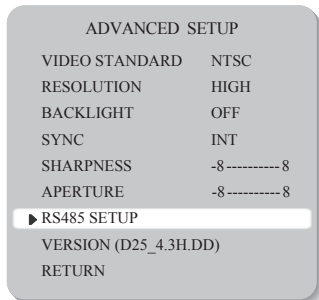 ADVANCED SETUP
VIDEO STANDARD NTSC
RESOLUTION HIGH
BACKLIGHT OFF
SYNC INT
SHARPNESS -8----------8
APERTURE -8----------8
RS485 SETUP
VERSION (D25_4.3H.DD)
RETURN